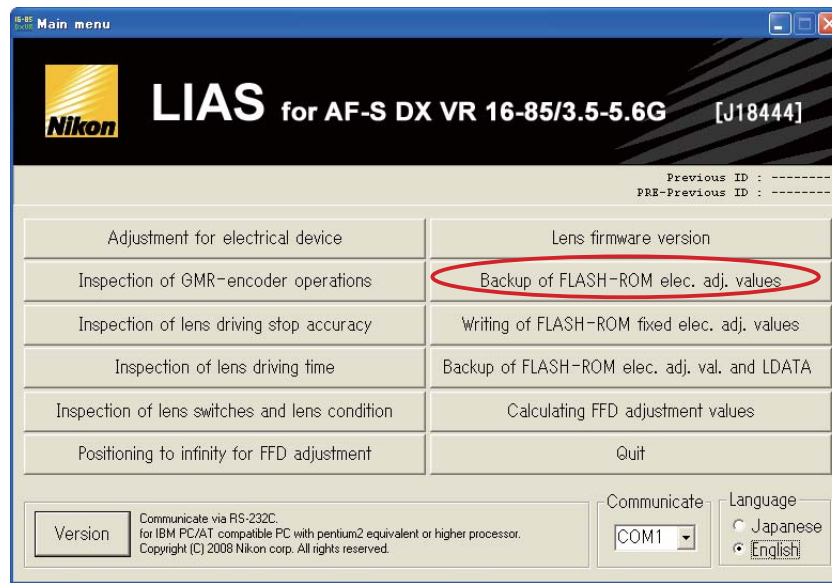 16-85
DXVR Main menu
Nikon
LIAS for AF-S DX VR 16-85/3.5-5.6G [J18444]
Previous ID : --------
PRE-Previous ID : --------
Adjustment for electrical device
Lens firmware version
Inspection of GMR-encoder operations
Backup of FLASH-ROM elec. adj. values
Inspection of lens driving stop accuracy
Writing of FLASH-ROM fixed elec. adj. values
Inspection of lens driving time
Backup of FLASH-ROM elec. adj. val. and LDATA
Inspection of lens switches and lens condition
Calculating FFD adjustment values
Positioning to infinity for FFD adjustment
Quit
Version
Communicate via RS-232C.
for IBM PC/AT compatible PC with pentium2 equivalent or higher processor.
Copyright (C) 2008 Nikon corp. All rights reserved.
Communicate
COM1
Language
Japanese
English